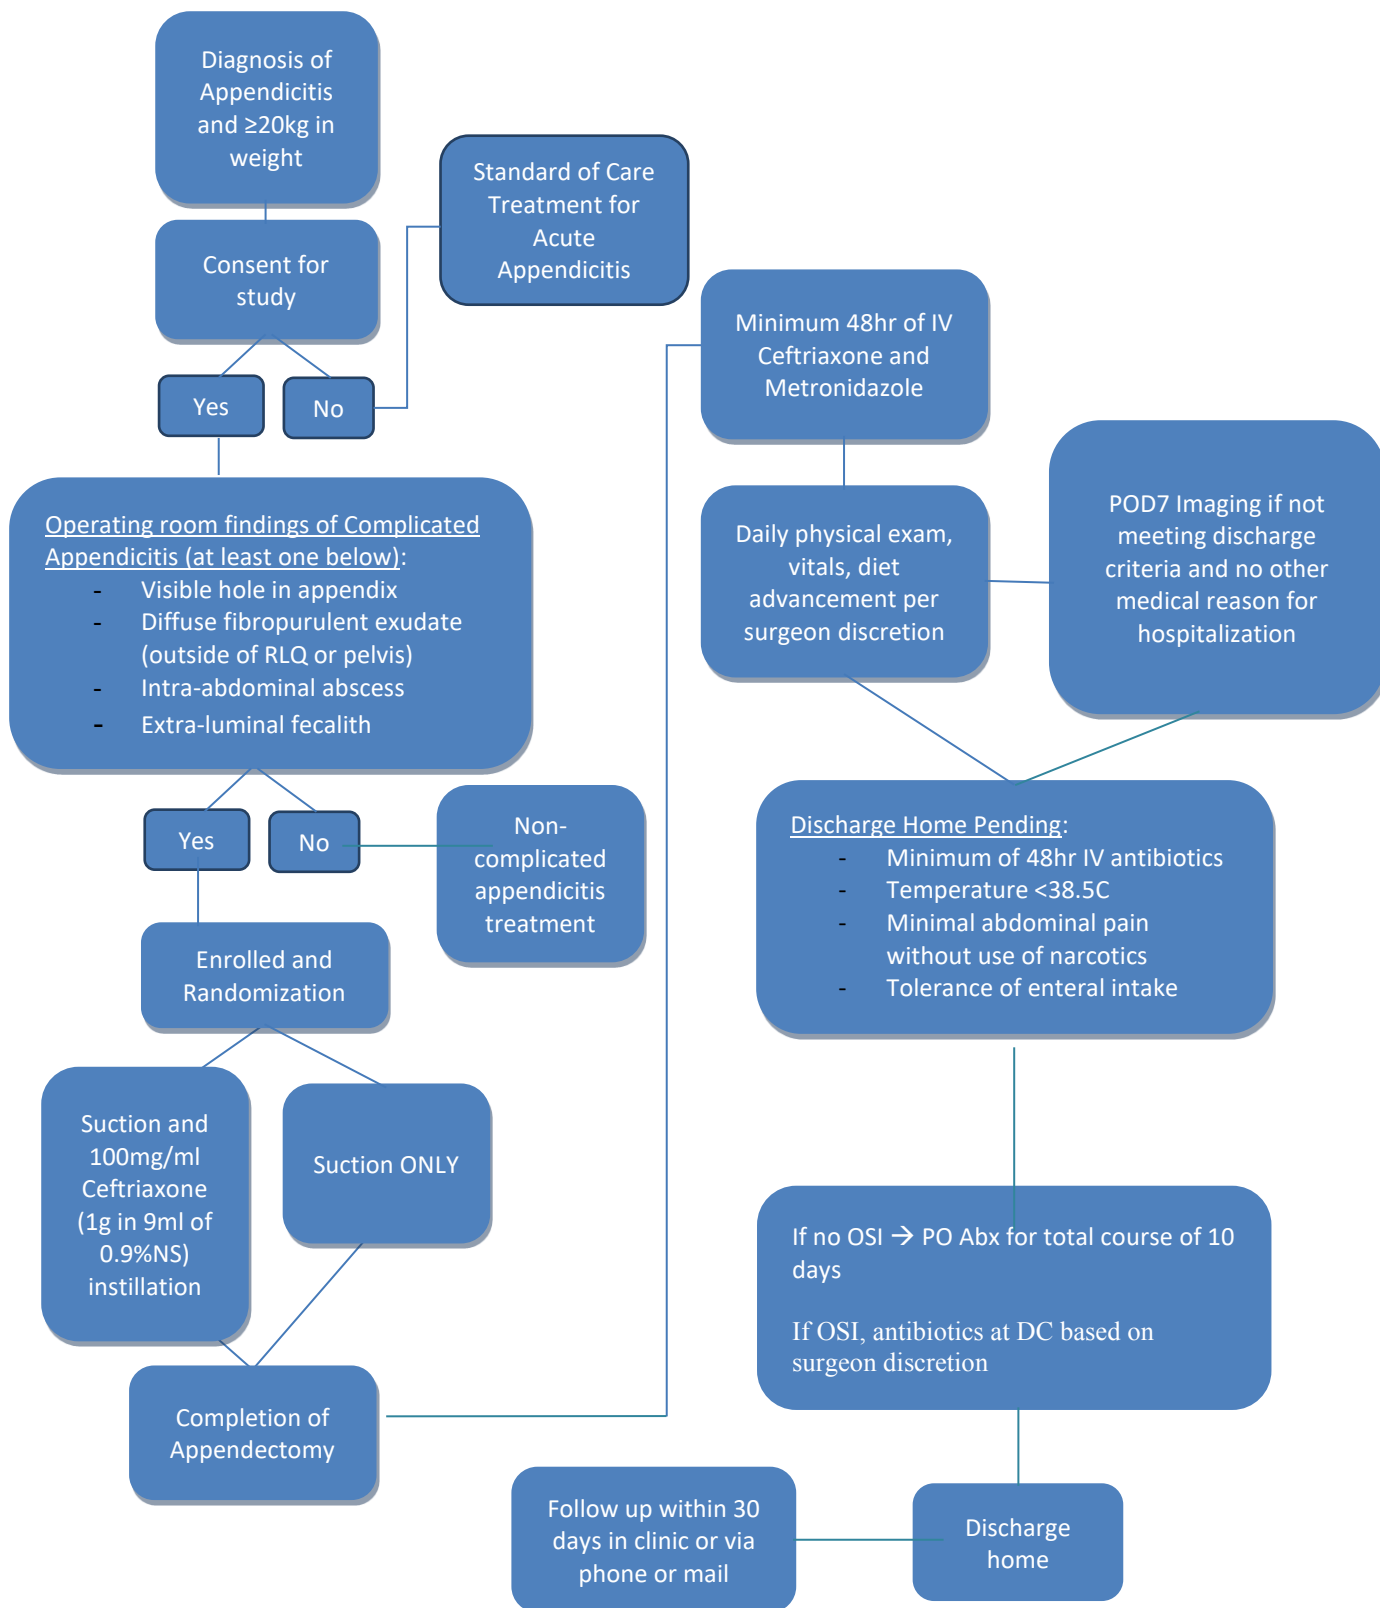 Diagnosis of
Appendicitis
and ≥20kg in
weight
Standard of Care
Treatment for
Acute
Appendicitis
Consent for
study
Yes
No
Operating room findings of Complicated
Appendicitis (at least one below):
- Visible hole in appendix
- Diffuse fibropurulent exudate
(outside of RLQ or pelvis)
- Intra-abdominal abscess
- Extra-luminal fecalith
Yes
No
Non-
complicated
appendicitis
treatment
Enrolled and
Randomization
Suction and
100mg/ml
Ceftriaxone
(1g in 9ml of
0.9%NS)
instillation
Suction ONLY
Completion of
Appendectomy
Minimum 48hr of IV
Ceftriaxone and
Metronidazole
Daily physical exam,
vitals, diet
advancement per
surgeon discretion
POD7 Imaging if not
meeting discharge
criteria and no other
medical reason for
hospitalization
Discharge Home Pending:
- Minimum of 48hr IV antibiotics
- Temperature <38.5C
- Minimal abdominal pain
without use of narcotics
- Tolerance of enteral intake
If no OSI → PO Abx for total course of 10
days
If OSI, antibiotics at DC based on
surgeon discretion
Discharge
home
Follow up within 30
days in clinic or via
phone or mail